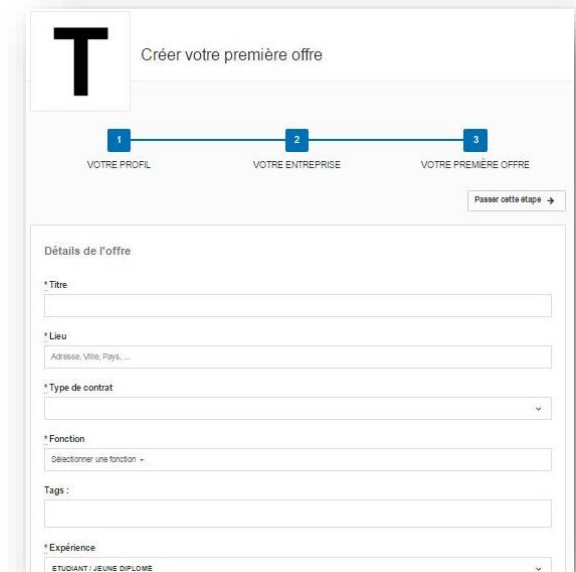 T
Créer votre première offre
1
2
3
VOTRE PROFIL
VOTRE ENTREPRISE
VOTRE PREMIÈRE OFFRE
Passer cette étape →
Détails de l'offre
* Titre
* Lieu
Adresse, Ville, Pays, ...
* Type de contrat
* Fonction
Sélectionner une fonction
Tags :
* Expérience
ETUDIANT / JEUNE DIPLOMÉ